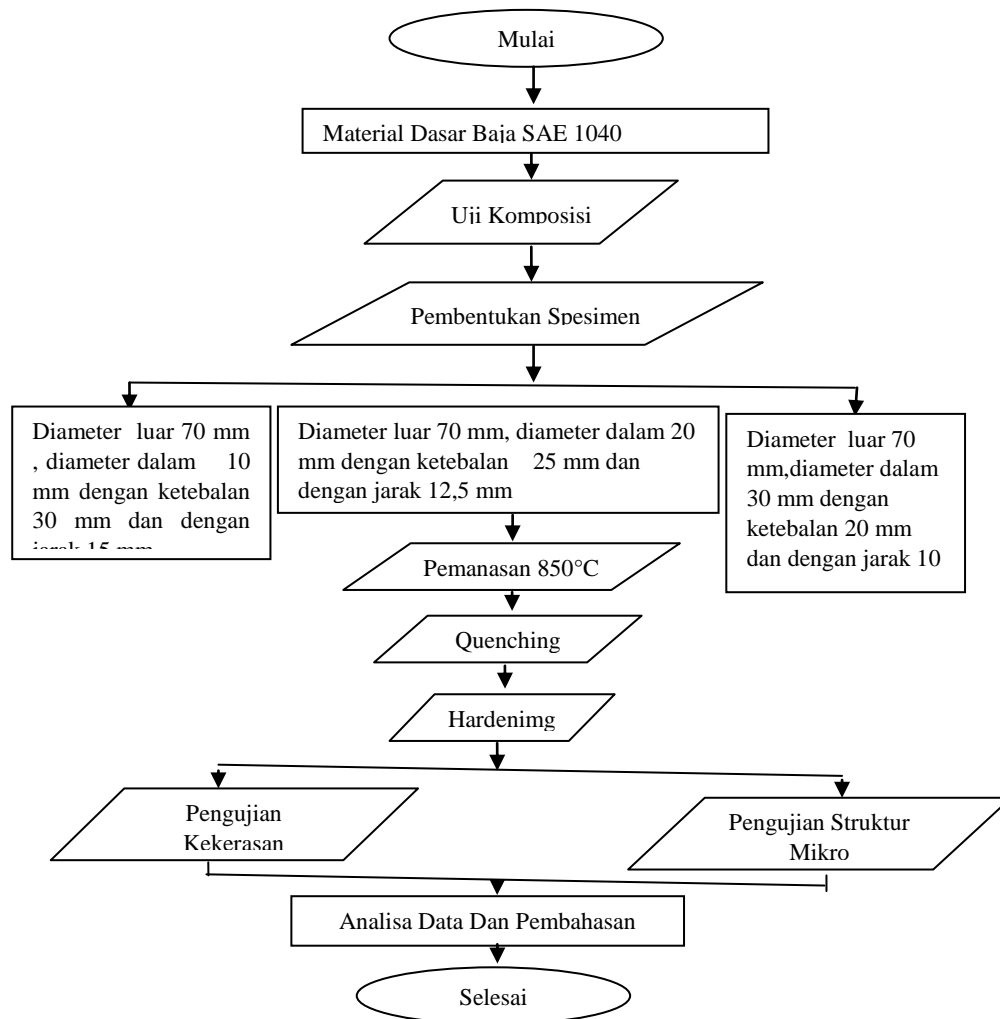 Mulai
Material Dasar Baja SAE 1040
Uji Komposisi
Pembentukan Spesimen
Diameter luar 70 mm
, diameter dalam 10
mm dengan ketebalan
30 mm dan dengan
jarak 15 mm
Diameter luar 70 mm, diameter dalam 20
mm dengan ketebalan 25 mm dan
dengan jarak 12,5 mm
Diameter luar 70
mm,diameter dalam
30 mm dengan
ketebalan 20 mm
dan dengan jarak 10
Pemanasan 850°C
Quenching
Hardenimg
Pengujian
Kekerasan
Pengujian Struktur
Mikro
Analisa Data Dan Pembahasan
Selesai